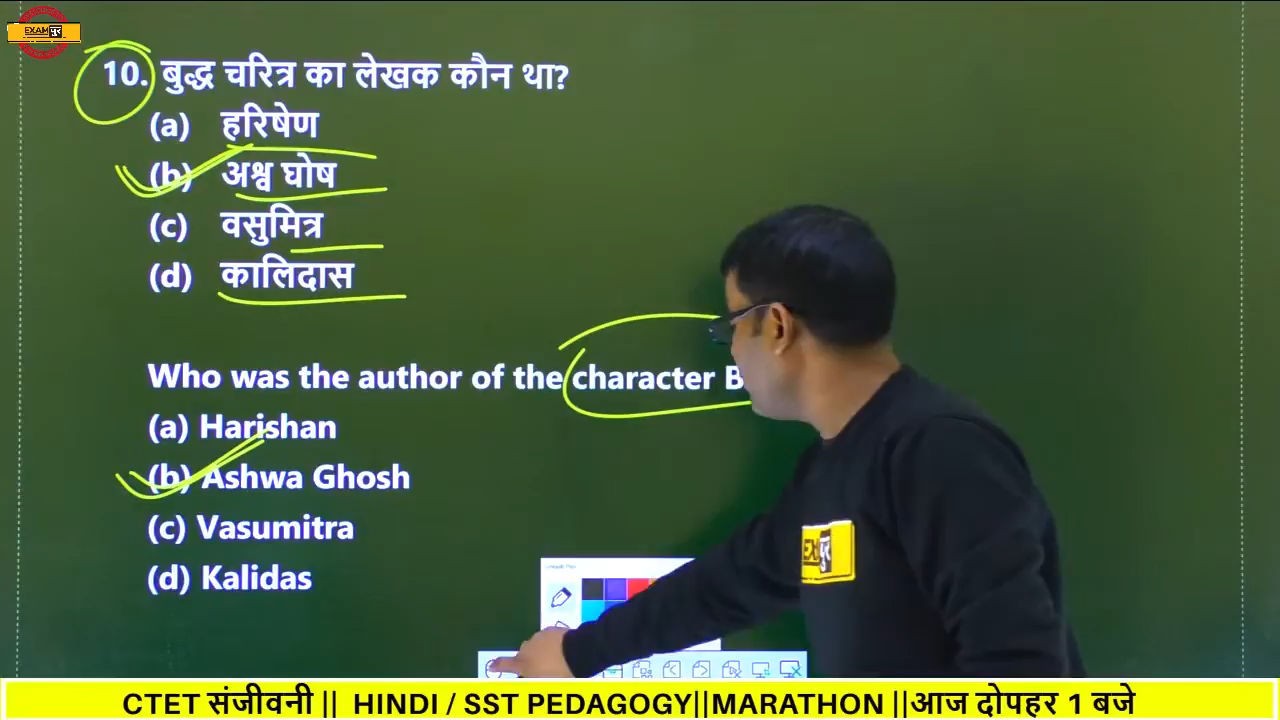 EXAM पुर
10. बुद्ध चरित्र का लेखक कौन था?
(a) हरिषेण
(b) अश्व घोष
(c) वसुमित्र
(d) कालिदास
Who was the author of the character B
(a) Harishan
(b) Ashwa Ghosh
(c) Vasumitra
(d) Kalidas
CTET संजीवनी || HINDI / SST PEDAGOGY||MARATHON ||आज दोपहर 1 बजे